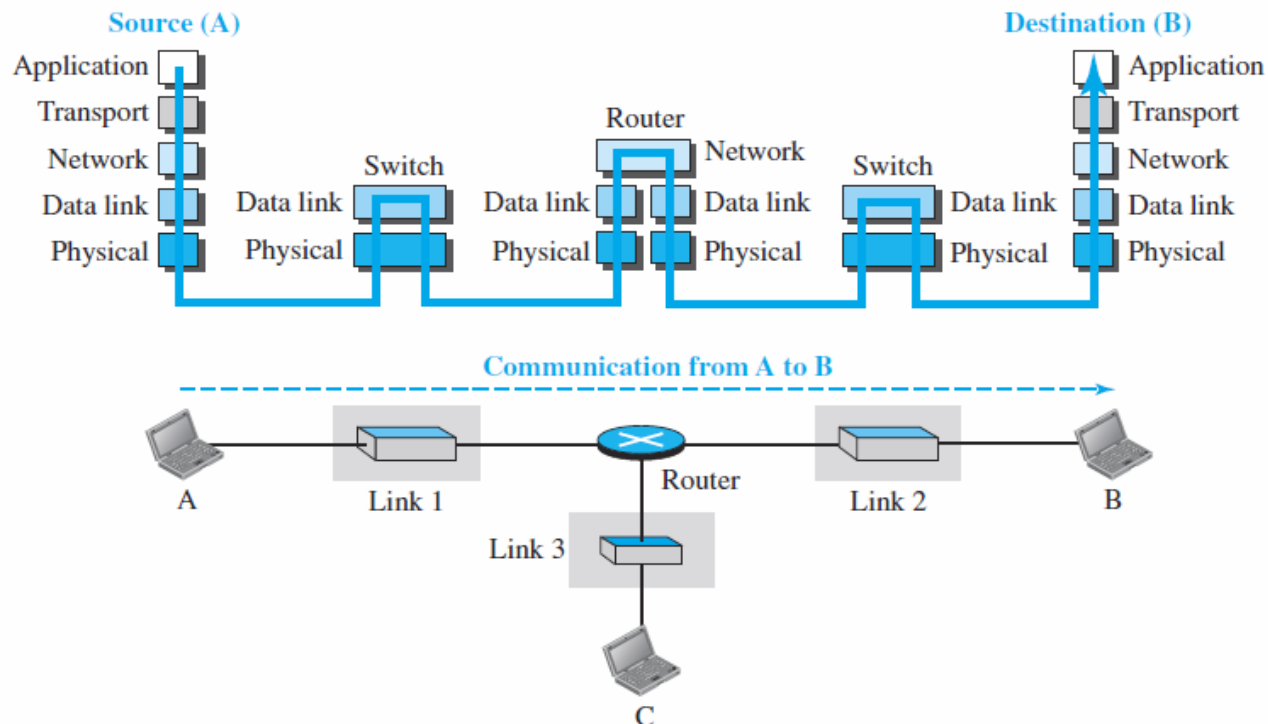 Source (A)
Destination (B)
Application
Application
Transport
Transport
Router
Network
Switch
Network
Switch
Network
Data link
Data link
Data link
Data link
Data link
Data link
Physical
Physical
Physical
Physical
Physical
Physical
Communication from A to B
A
Link 1
Router
Link 2
B
Link 3
C